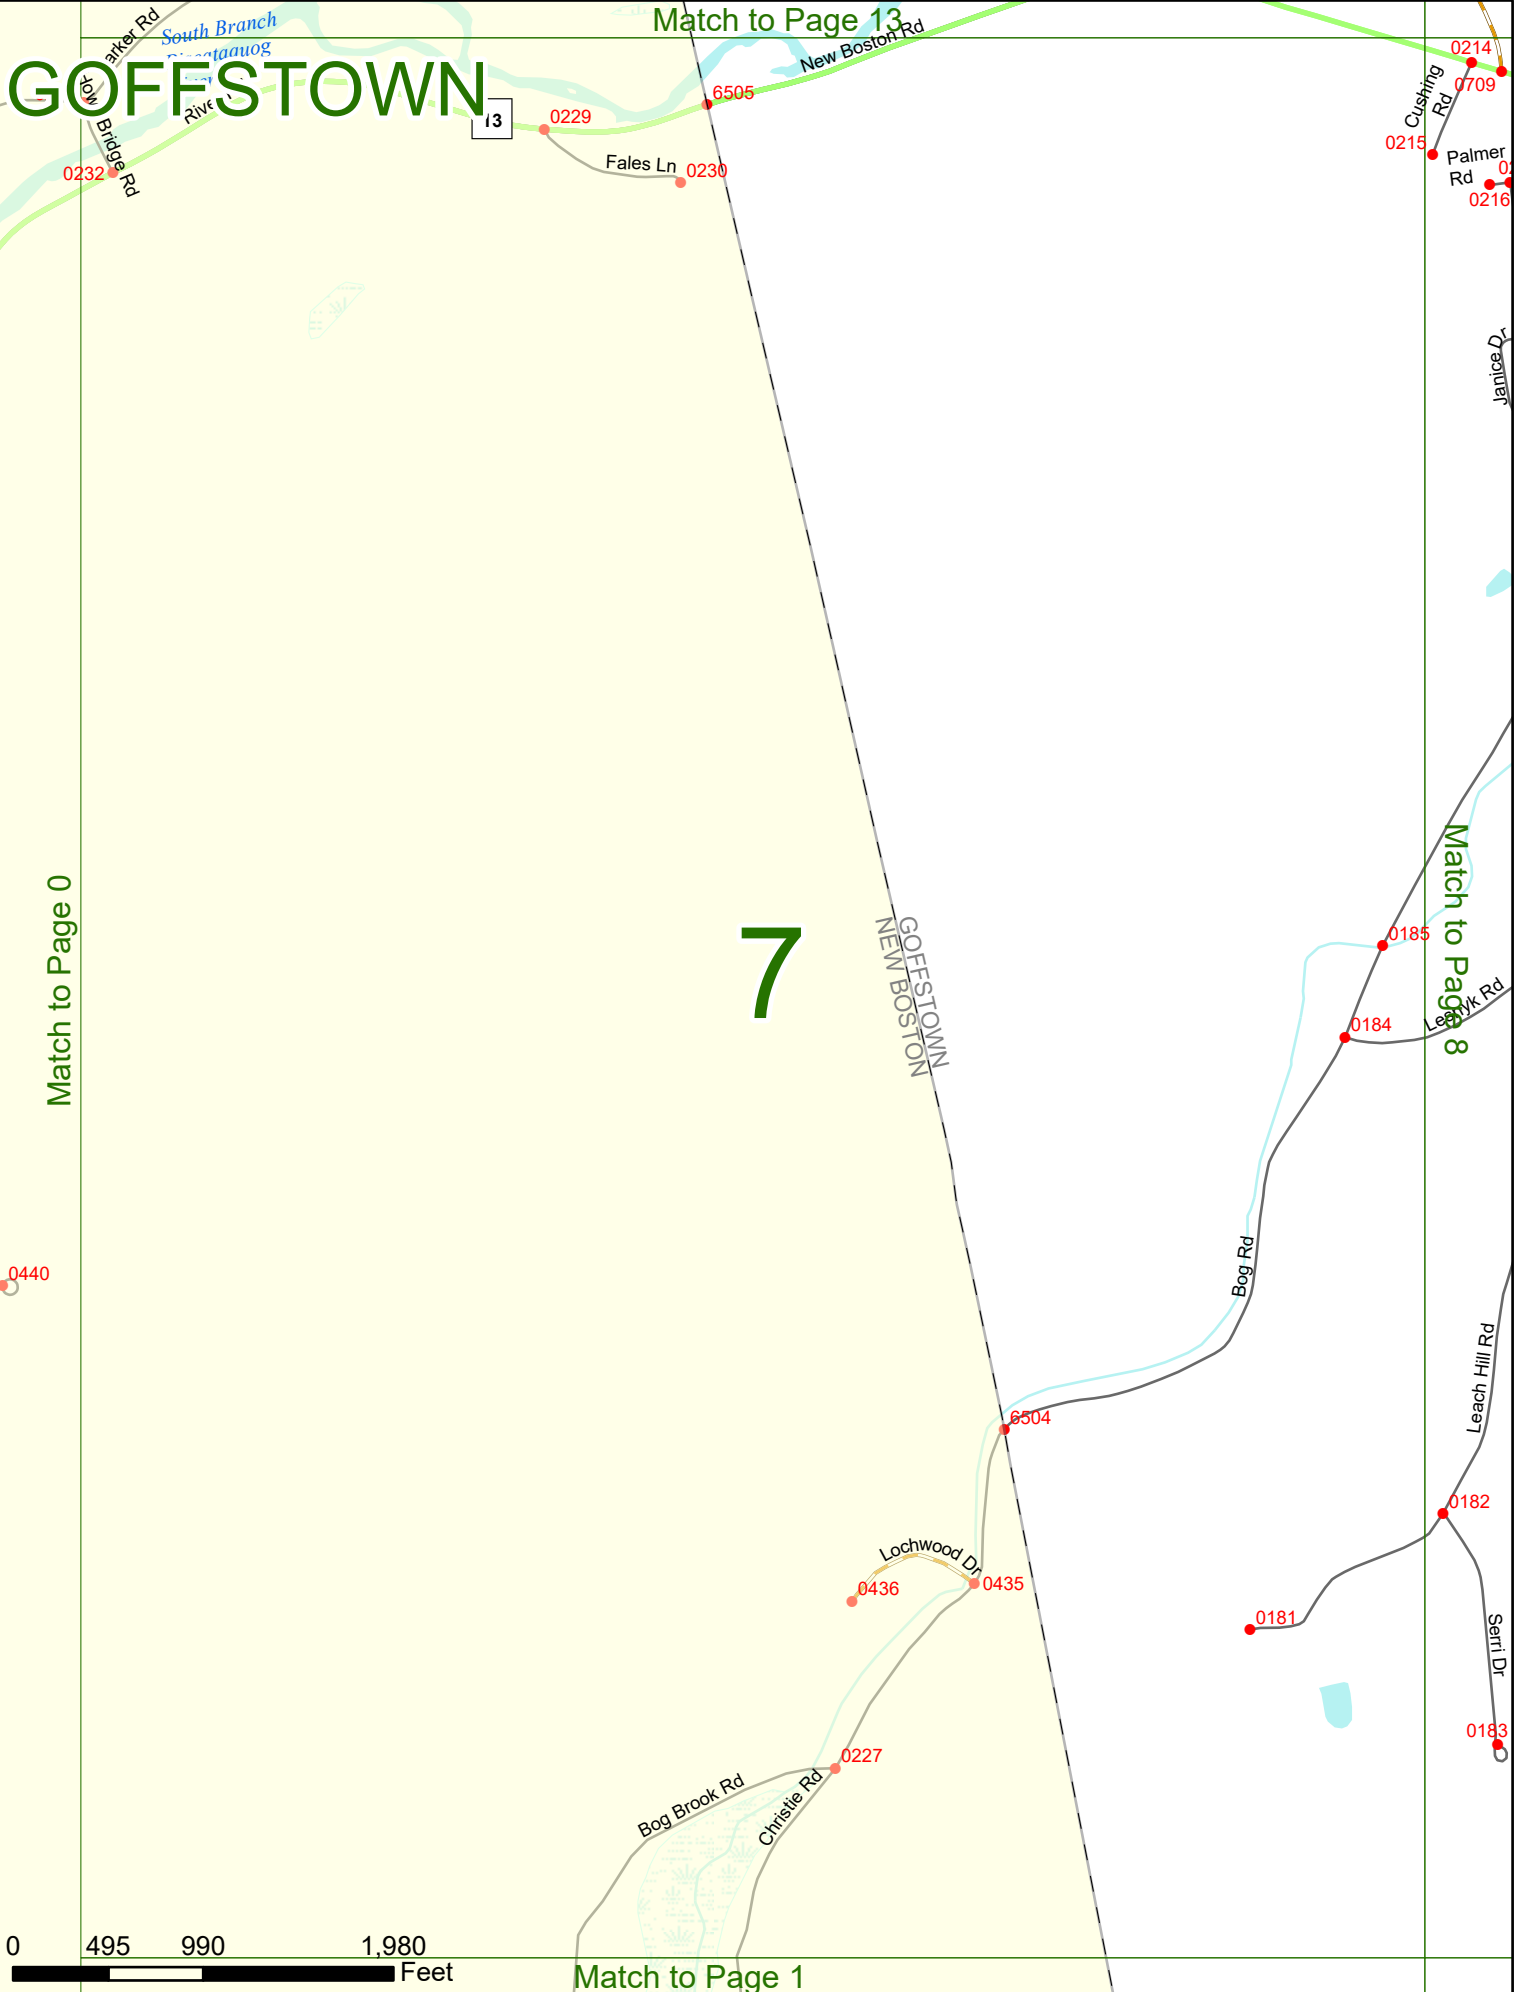 Match to Page 13
South Branch
GOFFSTOWN
13
New Boston Rd
6505
0229
Fales Ln
0230
Bridge Rd
0232
0214
0709
Cushing
Rd
0215
Palmer
Rd
0216
Janice Dr
Match to Page 0
7
GOFFSTOWN
NEW BOSTON
Match to Page 8
0185
0184
Rd
Bog Rd
0440
Leach Hill Rd
6504
0182
Lochwood Dr
0436
0435
0181
Serri Dr
0183
0227
Bog Brook Rd
Christie Rd
0 495 990 1,980
Feet
Match to Page 1